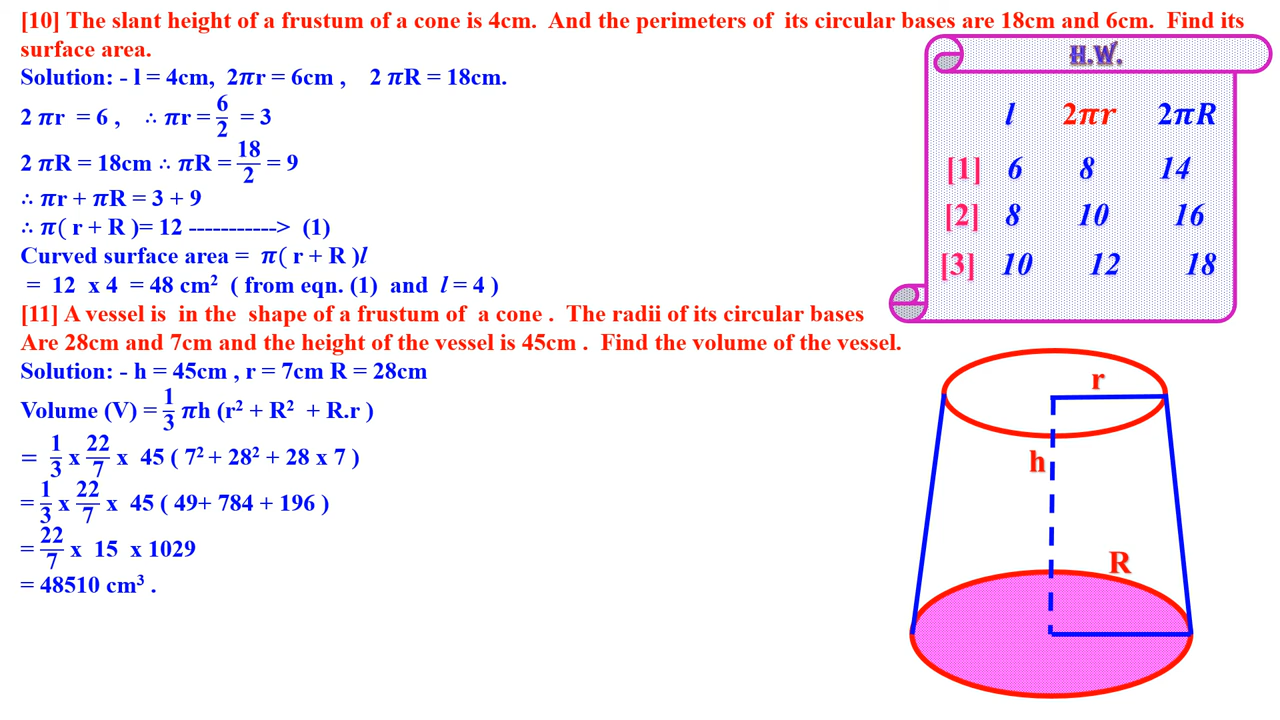 [10] The slant height of a frustum of a cone is 4cm. And the perimeters of its circular bases are 18cm and 6cm. Find its
surface area.
Solution: - l = 4cm, 2πr = 6cm , 2 πR = 18cm.
2 πr = 6 , ∴ πr = 6/2 = 3
2 πR = 18cm ∴ πR = 18/2 = 9
∴ πr + πR = 3 + 9
∴ π( r + R )= 12 -----------> (1)
Curved surface area = π( r + R )l
= 12 x 4 = 48 cm² ( from eqn. (1) and l = 4 )
[11] A vessel is in the shape of a frustum of a cone . The radii of its circular bases
Are 28cm and 7cm and the height of the vessel is 45cm . Find the volume of the vessel.
Solution: - h = 45cm , r = 7cm R = 28cm
Volume (V) = 1/3 πh (r² + R² + R.r )
= 1/3 x 22/7 x 45 ( 7² + 28² + 28 x 7 )
= 1/3 x 22/7 x 45 ( 49+ 784 + 196 )
= 22/7 x 15 x 1029
= 48510 cm³ .
H.W.
l 2πr 2πR
[1] 6 8 14
[2] 8 10 16
[3] 10 12 18
r
h
R